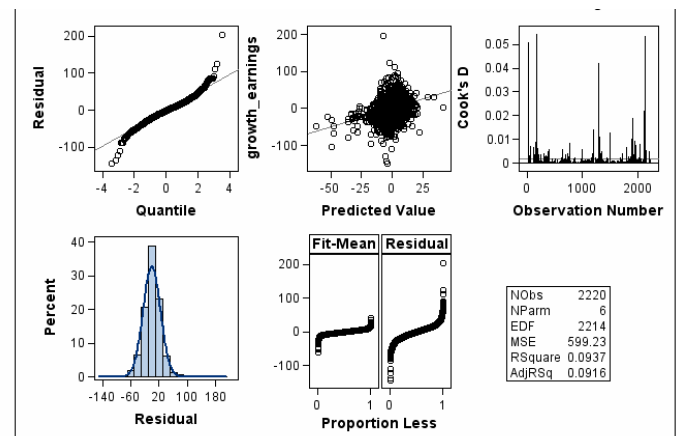 Residual
200
100
0
-100
-4 -2 0 2 4
Quantile
growth_earnings
200
100
0
-100
-50 -25 0 25
Predicted Value
Cook's D
0.05
0.04
0.03
0.02
0.01
0
0 1000 2000
Observation Number
Percent
40
30
20
10
0
-140 -60 20 100 180
Residual
Fit-Mean Residual
200
100
0
-100
0 1 0 1
Proportion Less
NObs 2220
NParm 6
EDF 2214
MSE 599.23
RSquare 0.0937
AdjRSq 0.0916